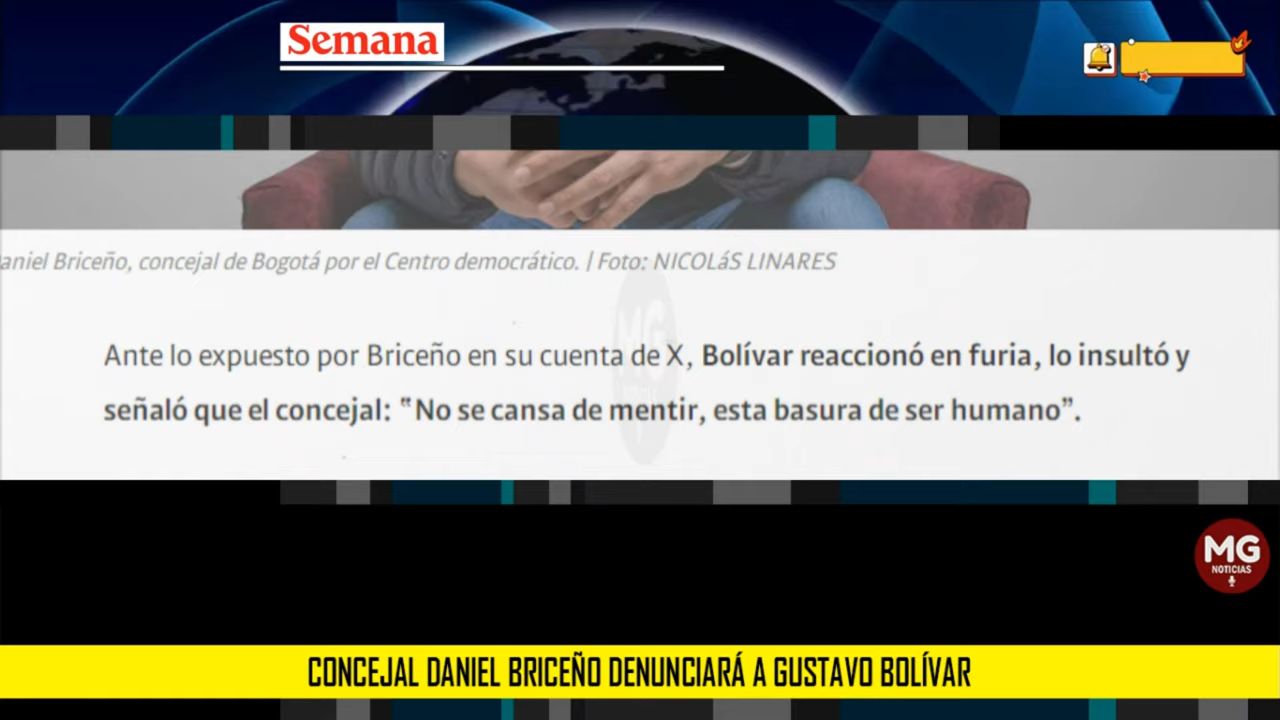 Semana
aniel Briceño, concejal de Bogotá por el Centro democrático. | Foto: NICOLáS LINARES
Ante lo expuesto por Briceño en su cuenta de X, Bolívar reaccionó en furia, lo insultó y
señaló que el concejal: “No se cansa de mentir, esta basura de ser humano”.
MG
MG
NOTICIAS
CONCEJAL DANIEL BRICEÑO DENUNCIARÁ A GUSTAVO BOLÍVAR